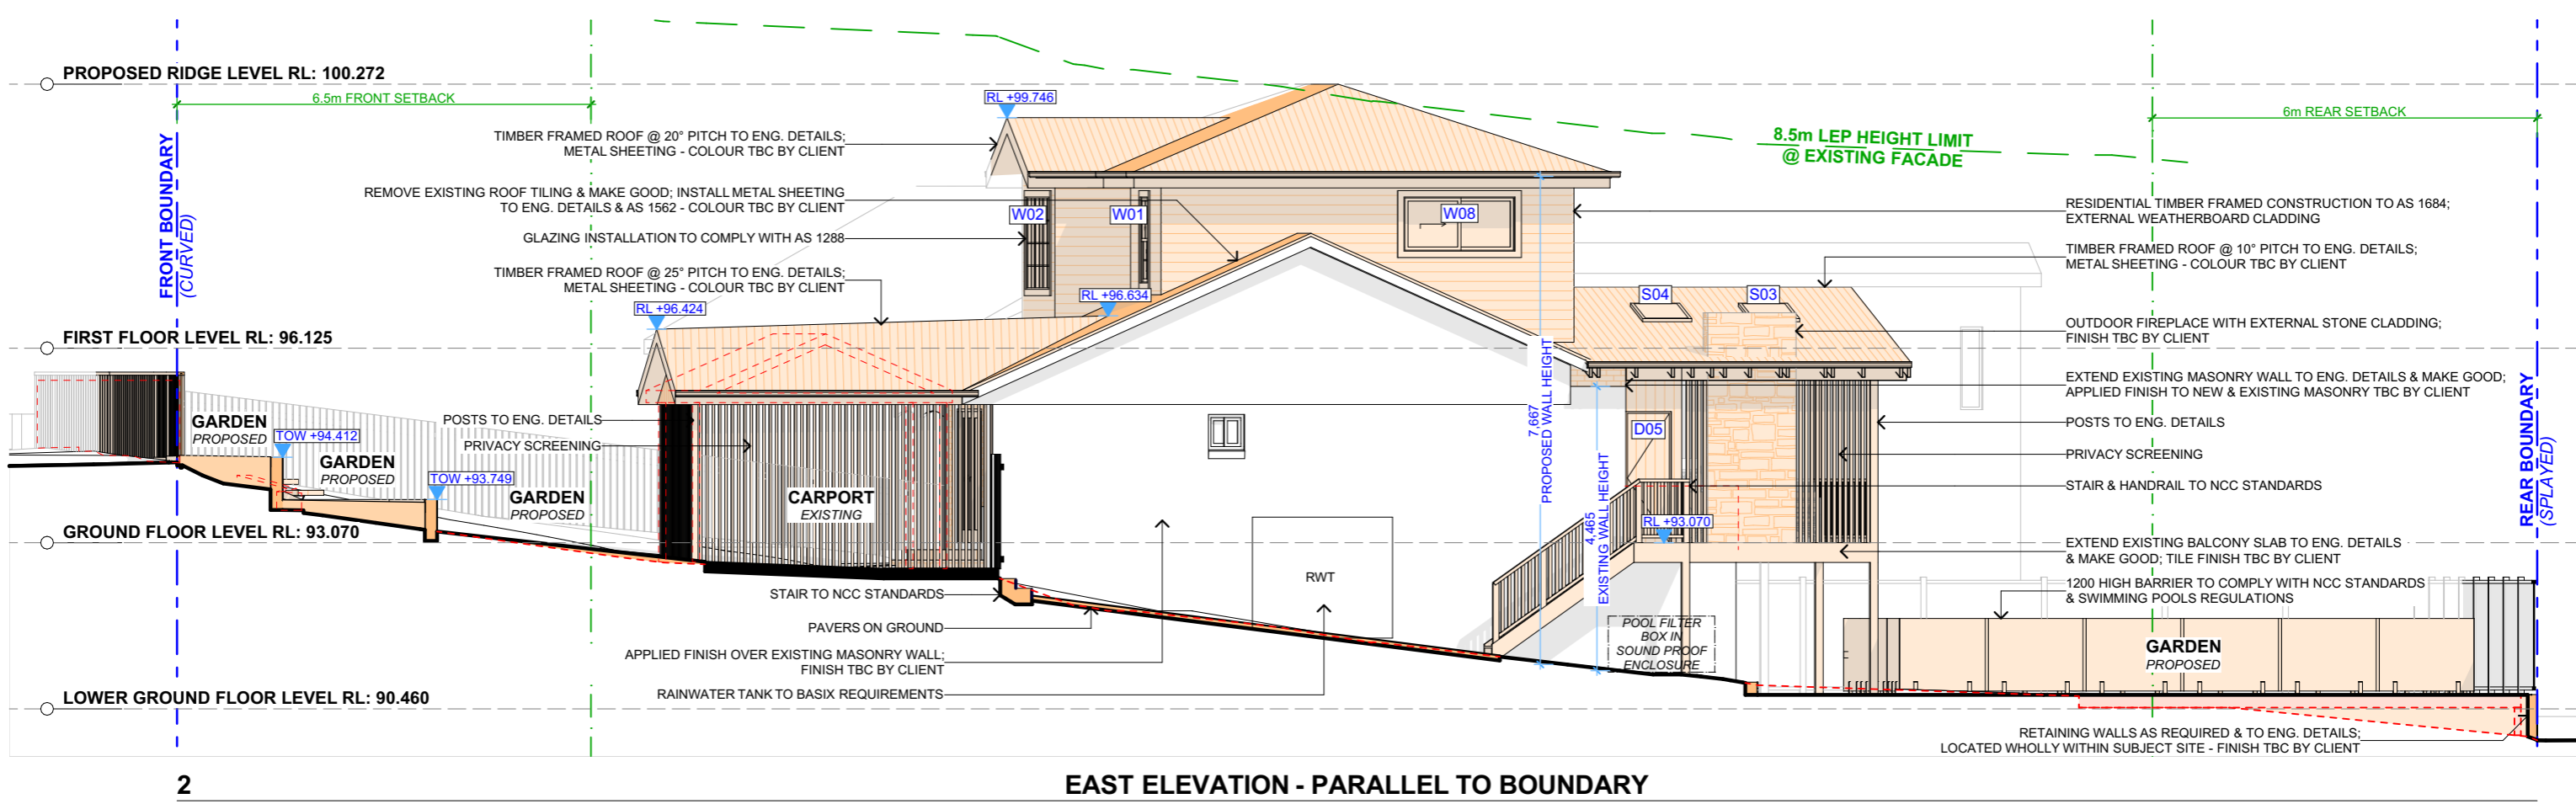 PROPOSED RIDGE LEVEL RL: 100.272
6.5m FRONT SETBACK
RL +99.746
6m REAR SETBACK
8.5m LEP HEIGHT LIMIT
@ EXISTING FACADE
FRONT BOUNDARY
(CURVED)
TIMBER FRAMED ROOF @ 20° PITCH TO ENG. DETAILS;
METAL SHEETING - COLOUR TBC BY CLIENT
REMOVE EXISTING ROOF TILING & MAKE GOOD; INSTALL METAL SHEETING
TO ENG. DETAILS & AS 1562 - COLOUR TBC BY CLIENT
GLAZING INSTALLATION TO COMPLY WITH AS 1288
TIMBER FRAMED ROOF @ 25° PITCH TO ENG. DETAILS;
METAL SHEETING - COLOUR TBC BY CLIENT
W02
W01
W08
RL +96.424
RL +96.634
S04
S03
RESIDENTIAL TIMBER FRAMED CONSTRUCTION TO AS 1684;
EXTERNAL WEATHERBOARD CLADDING
TIMBER FRAMED ROOF @ 10° PITCH TO ENG. DETAILS;
METAL SHEETING - COLOUR TBC BY CLIENT
OUTDOOR FIREPLACE WITH EXTERNAL STONE CLADDING;
FINISH TBC BY CLIENT
EXTEND EXISTING MASONRY WALL TO ENG. DETAILS & MAKE GOOD;
APPLIED FINISH TO NEW & EXISTING MASONRY TBC BY CLIENT
POSTS TO ENG. DETAILS
PRIVACY SCREENING
STAIR & HANDRAIL TO NCC STANDARDS
EXTEND EXISTING BALCONY SLAB TO ENG. DETAILS
& MAKE GOOD; TILE FINISH TBC BY CLIENT
1200 HIGH BARRIER TO COMPLY WITH NCC STANDARDS
& SWIMMING POOLS REGULATIONS
REAR BOUNDARY
(SPLAYED)
FIRST FLOOR LEVEL RL: 96.125
GARDEN
PROPOSED
TOW +94.412
GARDEN
PROPOSED
TOW +93.749
GARDEN
PROPOSED
POSTS TO ENG. DETAILS
PRIVACY SCREENING
CARPORT
EXISTING
7,667
PROPOSED WALL HEIGHT
4,465
EXISTING WALL HEIGHT
D05
RL +93.070
GROUND FLOOR LEVEL RL: 93.070
RWT
STAIR TO NCC STANDARDS
PAVERS ON GROUND
APPLIED FINISH OVER EXISTING MASONRY WALL;
FINISH TBC BY CLIENT
RAINWATER TANK TO BASIX REQUIREMENTS
POOL FILTER
BOX IN
SOUND PROOF
ENCLOSURE
GARDEN
PROPOSED
LOWER GROUND FLOOR LEVEL RL: 90.460
RETAINING WALLS AS REQUIRED & TO ENG. DETAILS;
LOCATED WHOLLY WITHIN SUBJECT SITE - FINISH TBC BY CLIENT
2
EAST ELEVATION - PARALLEL TO BOUNDARY